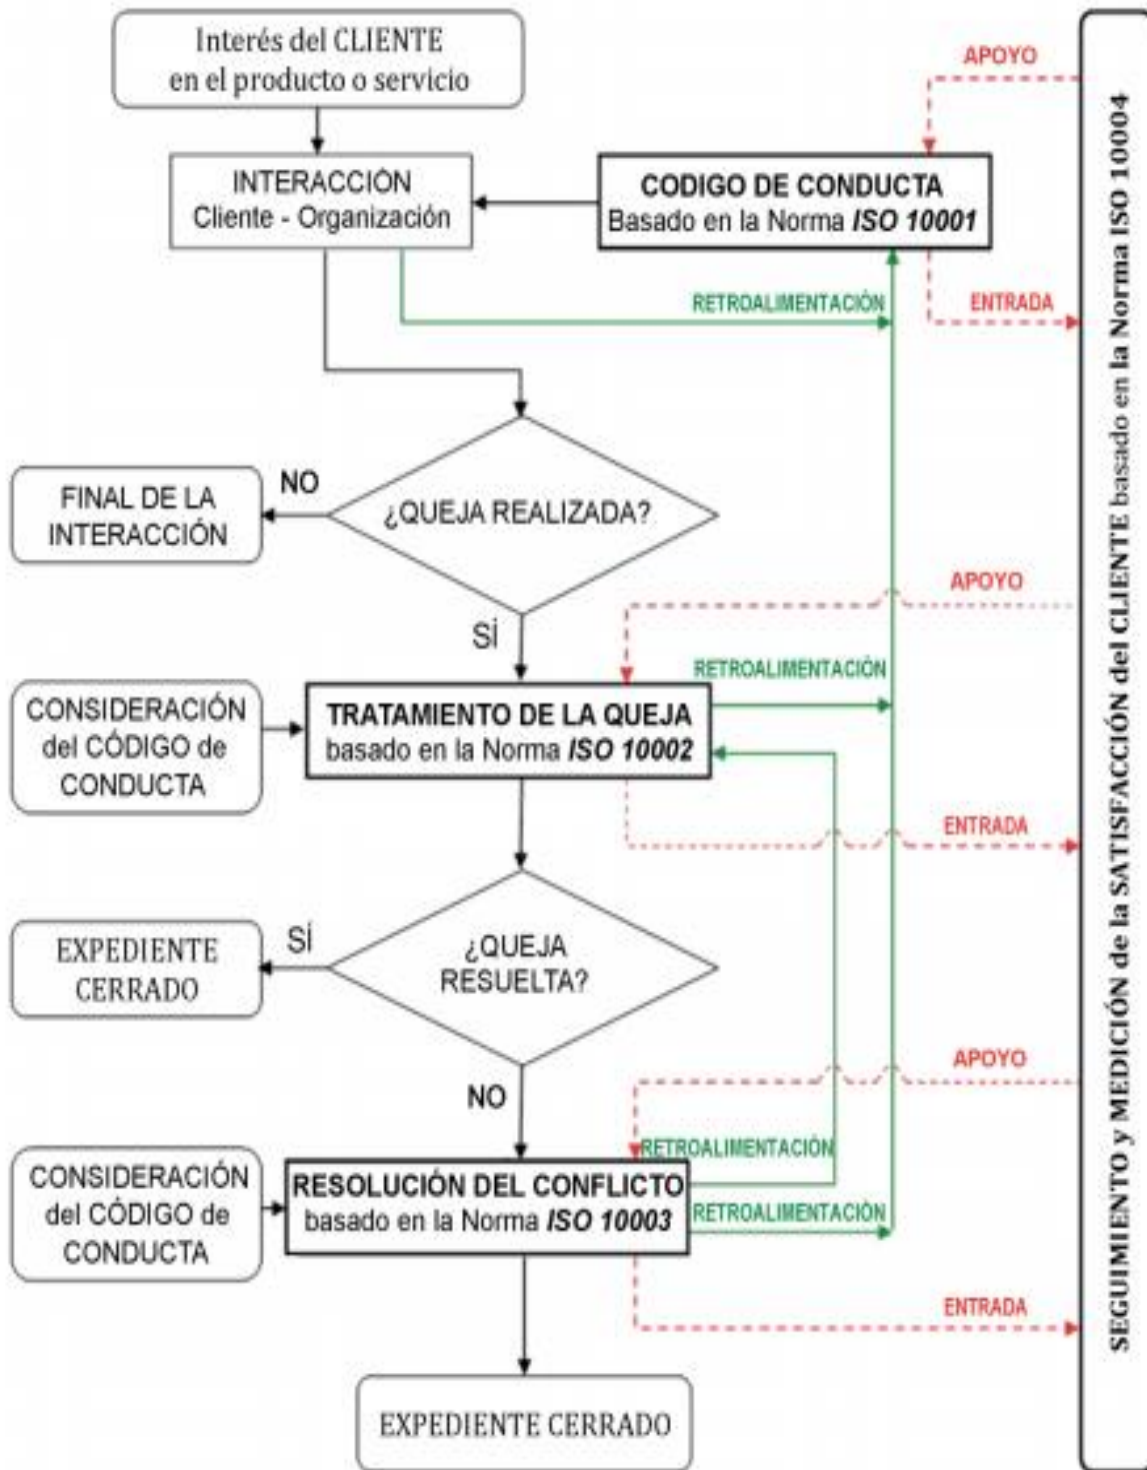 Interés del CLIENTE
en el producto o servicio
APOYO
INTERACCIÓN
Cliente - Organización
CODIGO DE CONDUCTA
Basado en la Norma ISO 10001
RETROALIMENTACIÓN
ENTRADA
¿QUEJA REALIZADA?
NO
FINAL DE LA
INTERACCIÓN
APOYO
SÍ
RETROALIMENTACIÓN
CONSIDERACIÓN
del CÓDIGO de
CONDUCTA
TRATAMIENTO DE LA QUEJA
basado en la Norma ISO 10002
ENTRADA
¿QUEJA
RESUELTA?
SÍ
EXPEDIENTE
CERRADO
APOYO
NO
RETROALIMENTACIÓN
CONSIDERACIÓN
del CÓDIGO de
CONDUCTA
RESOLUCIÓN DEL CONFLICTO
basado en la Norma ISO 10003
RETROALIMENTACIÓN
ENTRADA
EXPEDIENTE CERRADO
SEGUIMIENTO y MEDICIÓN de la SATISFACCIÓN del CLIENTE basado en la Norma ISO 10004